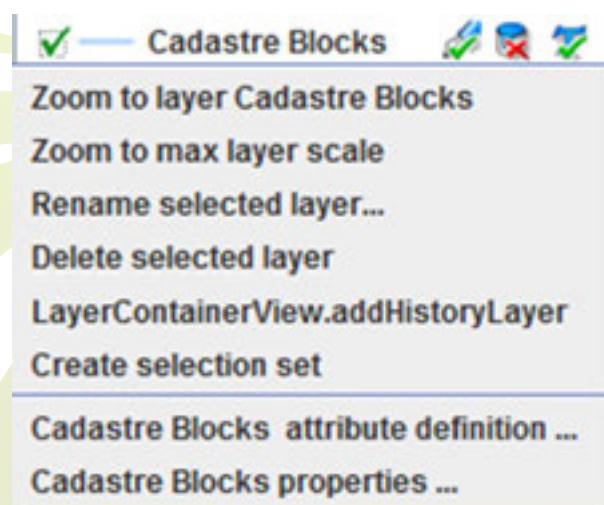 Cadastre Blocks
Zoom to layer Cadastre Blocks
Zoom to max layer scale
Rename selected layer...
Delete selected layer
LayerContainerView.addHistoryLayer
Create selection set
Cadastre Blocks attribute definition ...
Cadastre Blocks properties ...